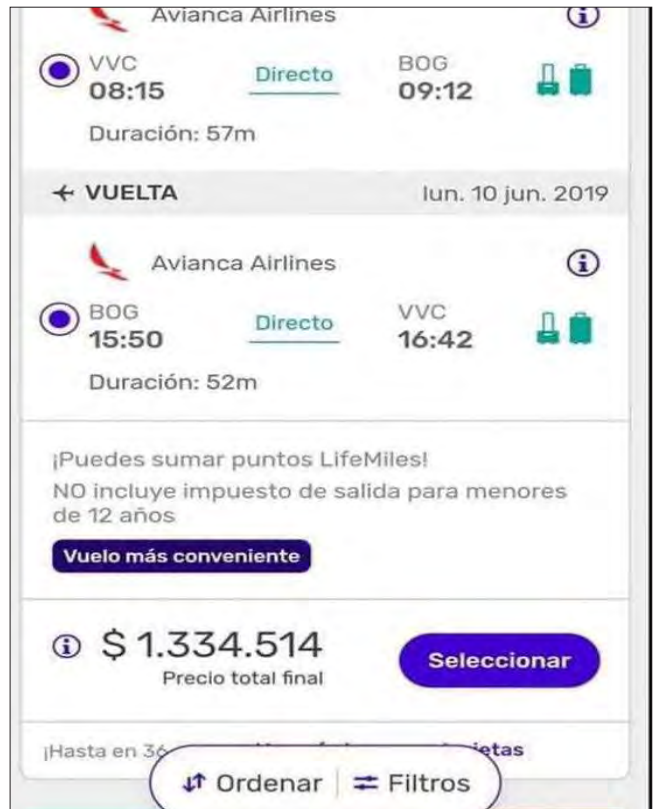 Avianca Airlines
VVC Directo BOG
08:15 09:12
Duración: 57m
VUELTA lun. 10 jun. 2019
Avianca Airlines
BOG Directo VVC
15:50 16:42
Duración: 52m
¡Puedes sumar puntos LifeMiles!
NO incluye impuesto de salida para menores
de 12 años
Vuelo más conveniente
$ 1.334.514 Seleccionar
Precio total final
¡Hasta en
Ordenar Filtros